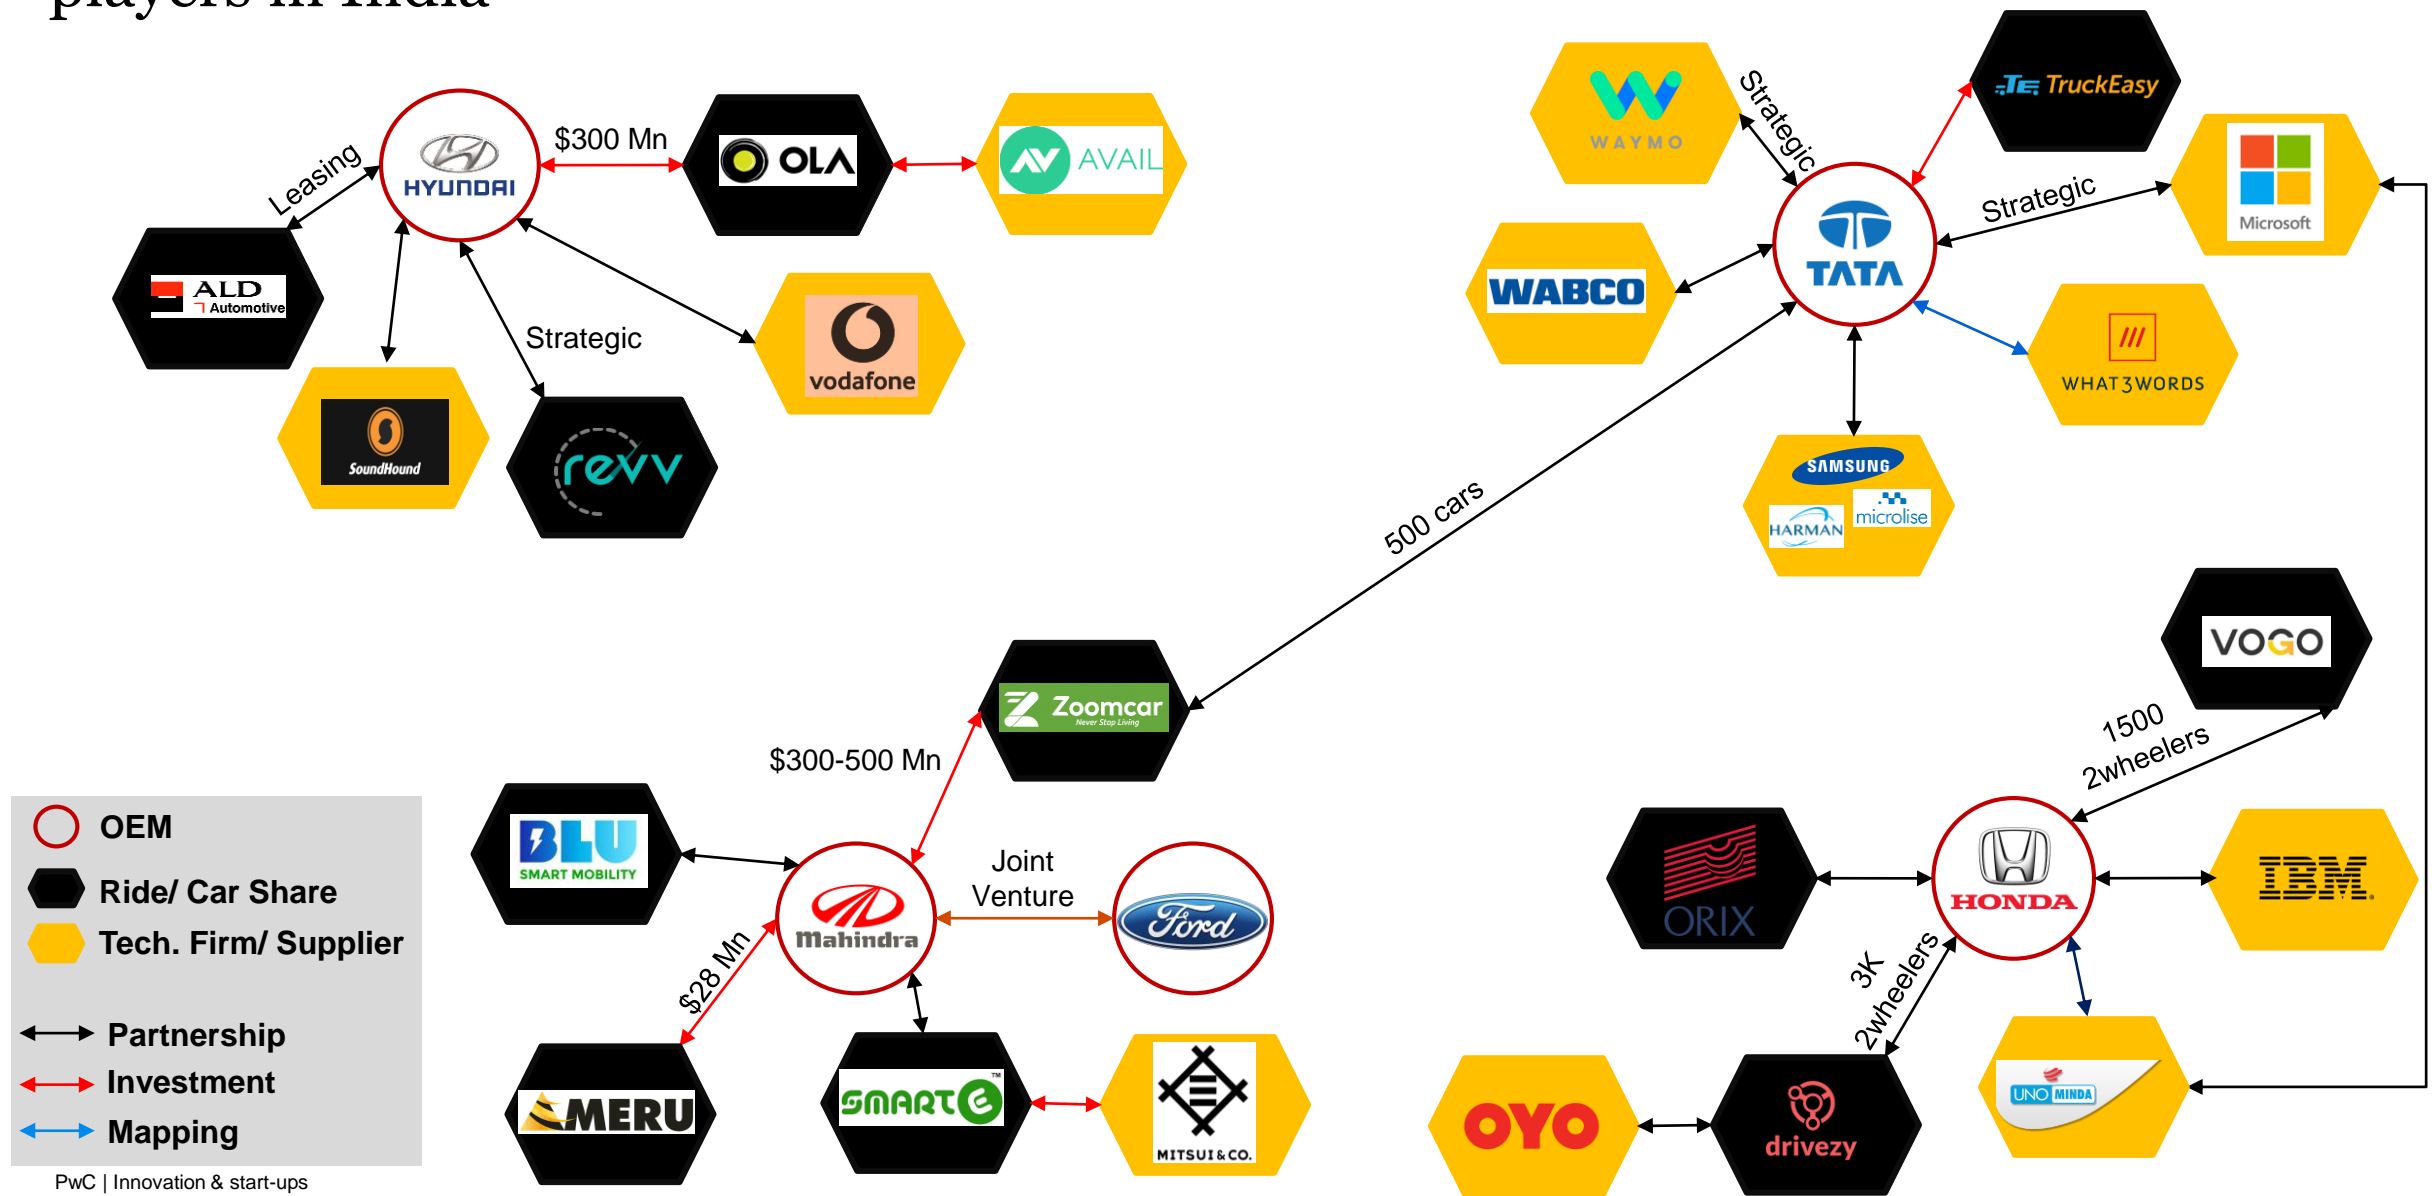 players in India
HYUNDAI
$300 Mn
OLA
AVAIL
Leasing
ALD
Automotive
SoundHound
Strategic
revv
vodafone
WAYMO
Strategic
TE TruckEasy
Strategic
Microsoft
WABCO
TATA
WHAT3WORDS
SAMSUNG
HARMAN
microlise
500 cars
Zoomcar
Never Stop Living
$300-500 Mn
BLU
SMART MOBILITY
Mahindra
Joint
Venture
Ford
$28 Mn
MERU
SMART E
TM
MITSUI & CO.
VOGO
1500
2wheelers
ORIX
HONDA
IBM
3K
2wheelers
OYO
drivezy
UNO MINDA
OEM
Ride/ Car Share
Tech. Firm/ Supplier
Partnership
Investment
Mapping
PwC | Innovation & start-ups